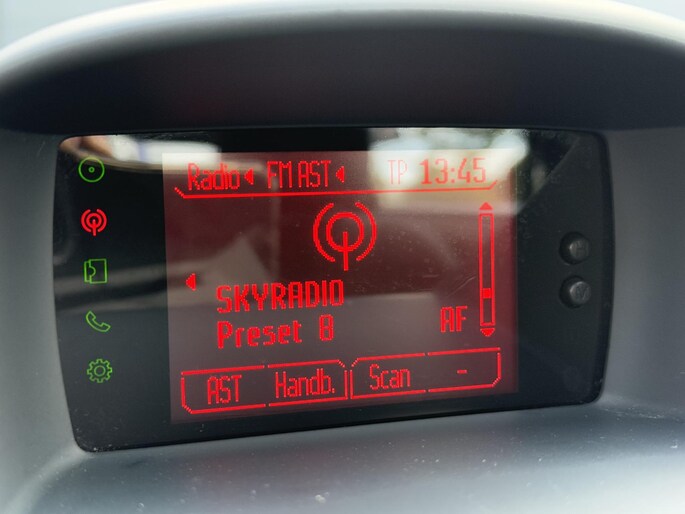 Radio FM AST TP 13:45
SKYRADIO
Preset 8 AF
AST Handb. Scan -
H
M